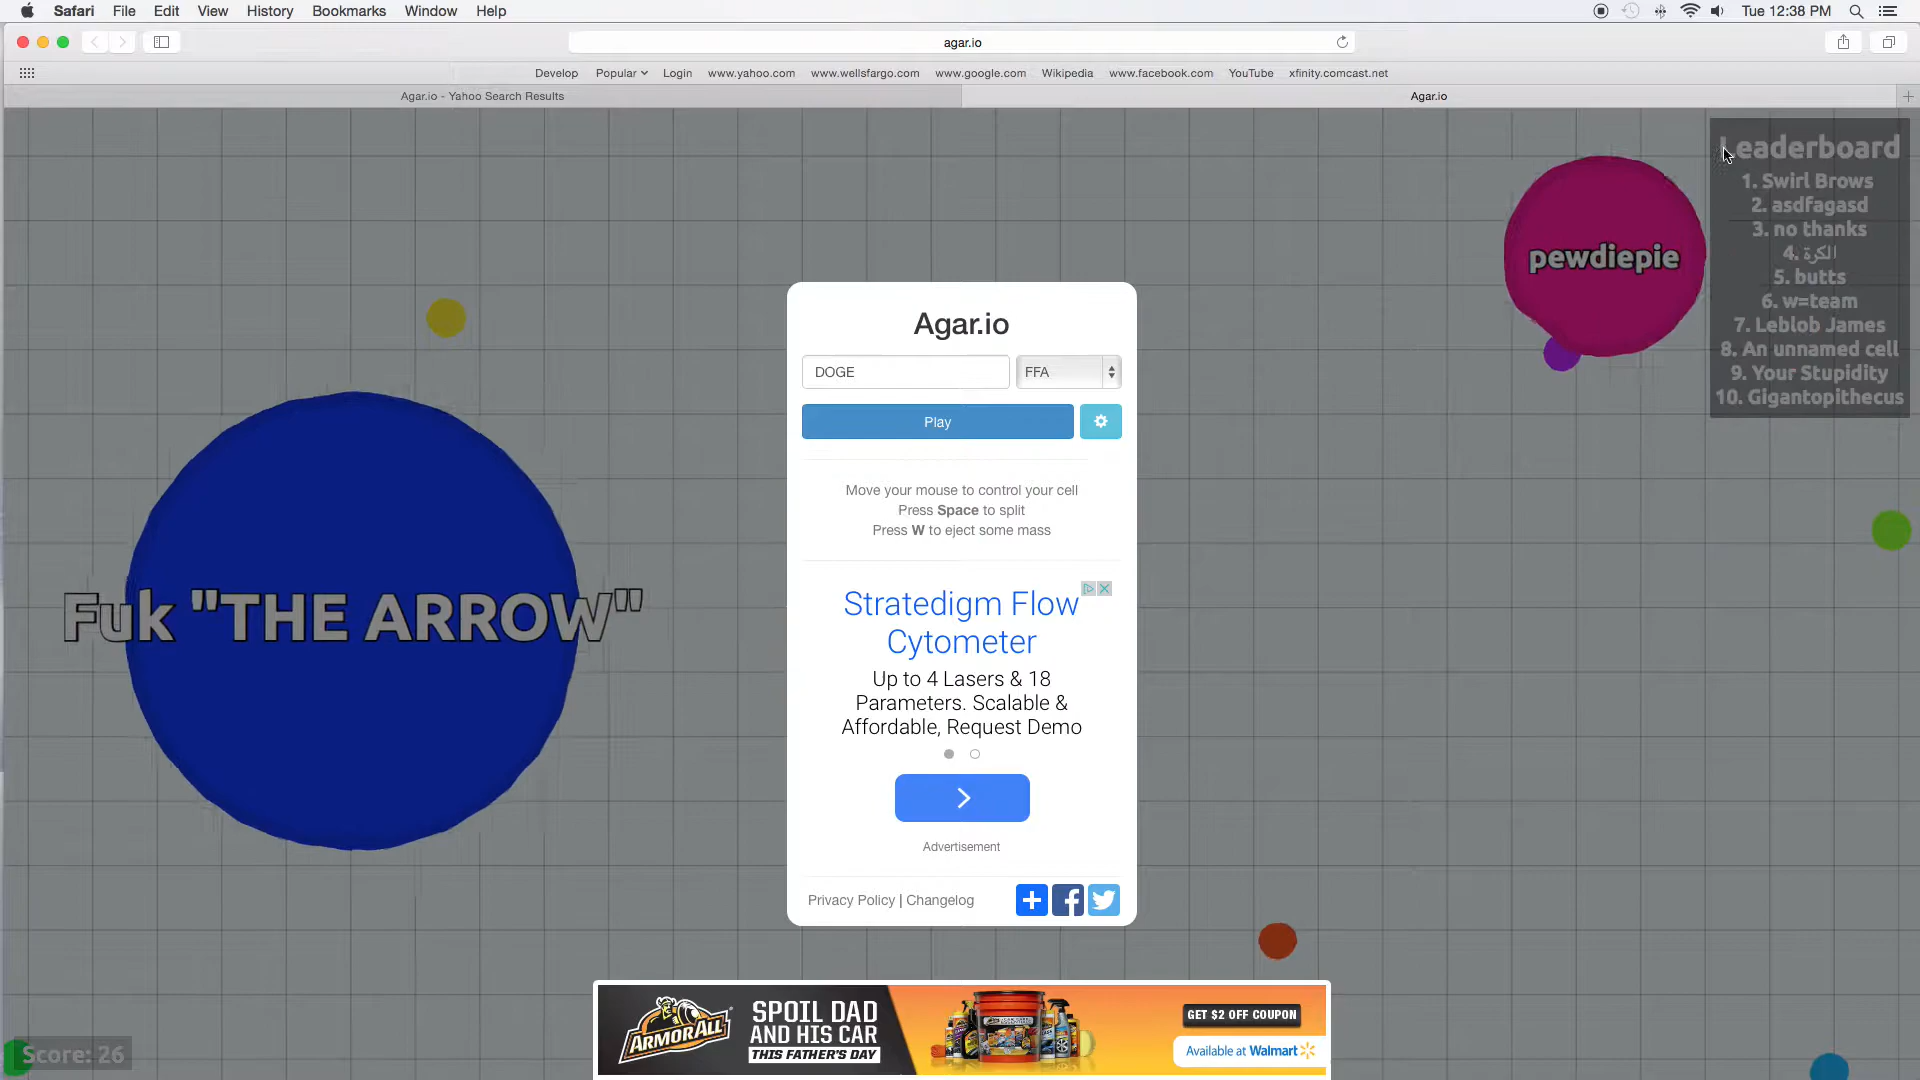 Safari File Edit View History Bookmarks Window Help
Tue 12:38 PM
agar.io
Develop Popular Login www.yahoo.com www.wellsfargo.com www.google.com Wikipedia www.facebook.com YouTube xfinity.comcast.net
Agar.io - Yahoo Search Results
Agar.io
Leaderboard
1. Swirl Brows
2. asdfagasd
3. no thanks
4. الكرة
5. butts
6. w=team
7. Leblob James
8. An unnamed cell
9. Your Stupidity
10. Gigantopithecus
pewdiepie
Fuk "THE ARROW"
Agar.io
DOGE
FFA
Play
Move your mouse to control your cell
Press Space to split
Press W to eject some mass
Stratedigm Flow
Cytometer
Up to 4 Lasers & 18
Parameters. Scalable &
Affordable, Request Demo
Advertisement
Privacy Policy | Changelog
ARMORALL
SPOIL DAD
AND HIS CAR
THIS FATHER'S DAY
GET $2 OFF COUPON
Available at Walmart
Score: 26